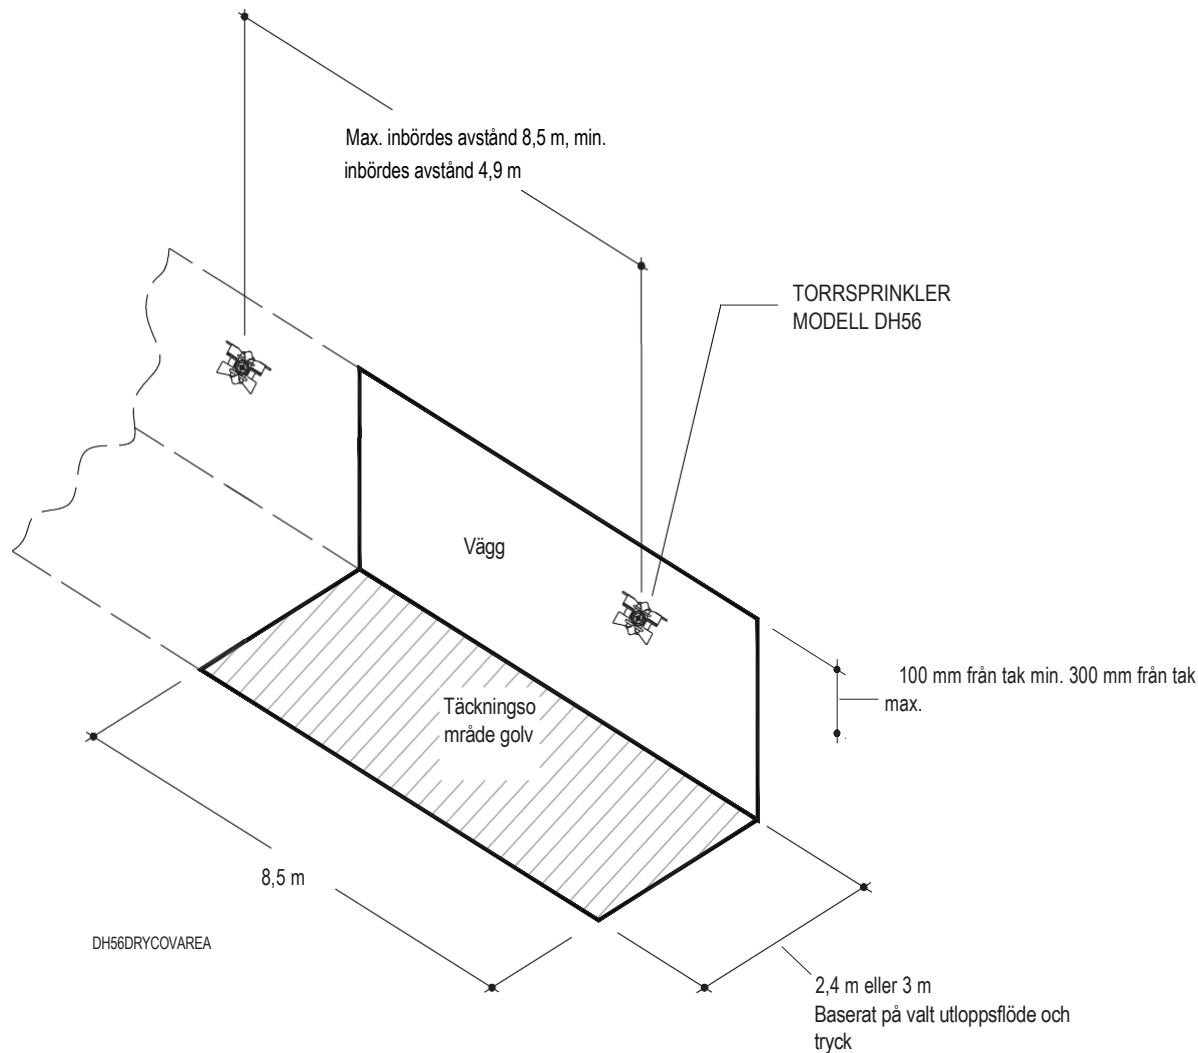 Max. inbördes avstånd 8,5 m, min.
inbördes avstånd 4,9 m
TORRSPRINKLER
MODELL DH56
Vägg
100 mm från tak min. 300 mm från tak
max.
Täckningso
mråde golv
8,5 m
DH56DRYCOVAREA
2,4 m eller 3 m
Baserat på valt utloppsflöde och
tryck